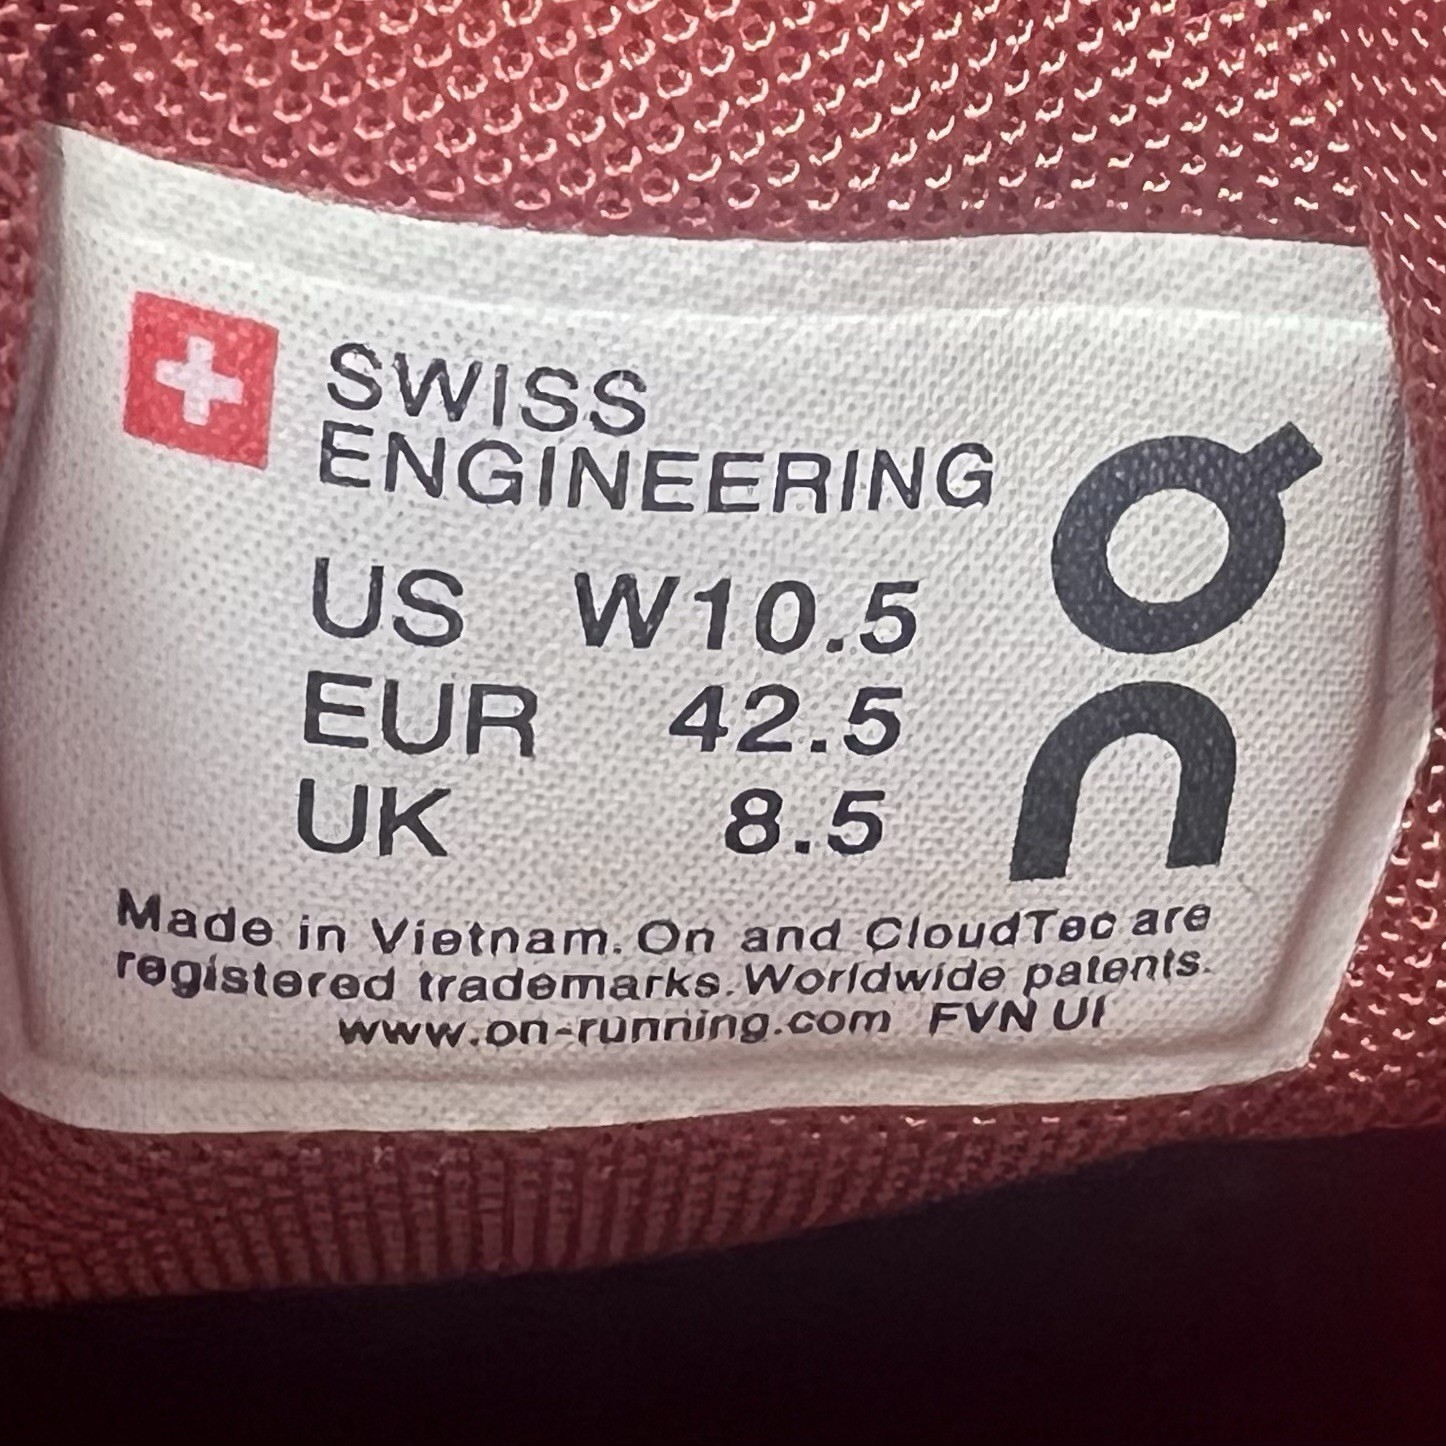 SWISS
ENGINEERING
US W10.5
EUR 42.5
UK 8.5
On
Made in Vietnam. On and CloudTec are
registered trademarks. Worldwide patents.
www.on-running.com FVN UI